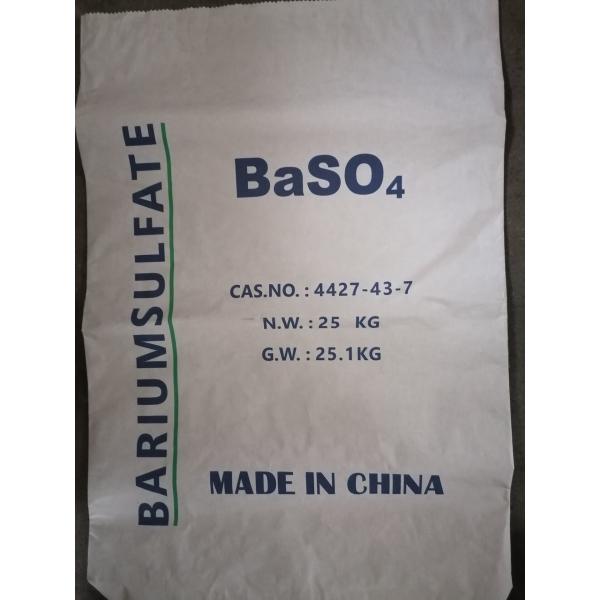 BARIUMSULFATE
BaSO₄
CAS.NO. : 4427-43-7
N.W. : 25 KG
G.W. : 25.1KG
MADE IN CHINA